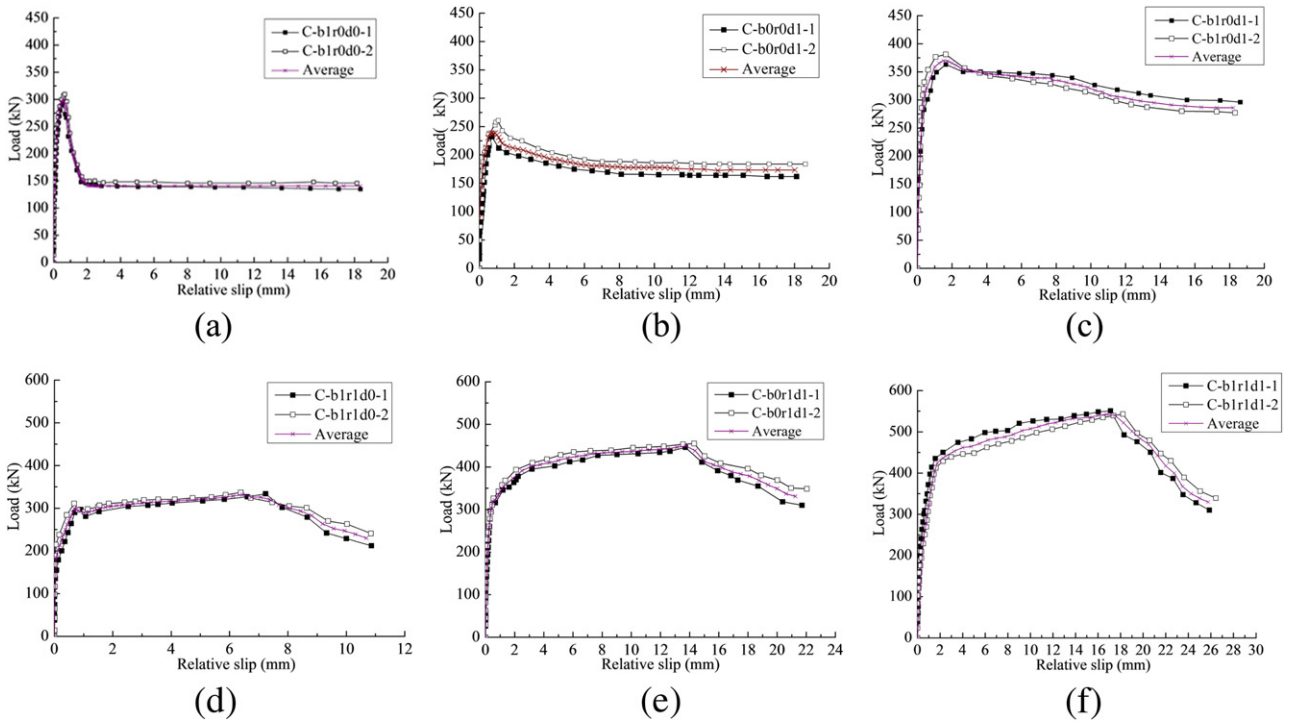 450
400
350
300
250
200
150
100
50
0
Load (kN)
0 2 4 6 8 10 12 14 16 18 20
Relative slip (mm)
C-b1r0d0-1
C-b1r0d0-2
Average
(a)
450
400
350
300
250
200
150
100
50
0
Load( kN)
0 2 4 6 8 10 12 14 16 18 20
Relative slip (mm)
C-b0r0d1-1
C-b0r0d1-2
Average
(b)
450
400
350
300
250
200
150
100
50
0
Load( kN)
0 2 4 6 8 10 12 14 16 18 20
Relative slip (mm)
C-b1r0d1-1
C-b1r0d1-2
Average
(c)
600
500
400
300
200
100
0
Load (kN)
0 2 4 6 8 10 12
Relative slip (mm)
C-b1r1d0-1
C-b1r1d0-2
Average
(d)
600
500
400
300
200
100
0
Load (kN)
0 2 4 6 8 10 12 14 16 18 20 22 24
Relative slip (mm)
C-b0r1d1-1
C-b0r1d1-2
Average
(e)
600
500
400
300
200
100
0
Load (kN)
0 2 4 6 8 10 12 14 16 18 20 22 24 26 28 30
Relative slip (mm)
C-b1r1d1-1
C-b1r1d1-2
Average
(f)